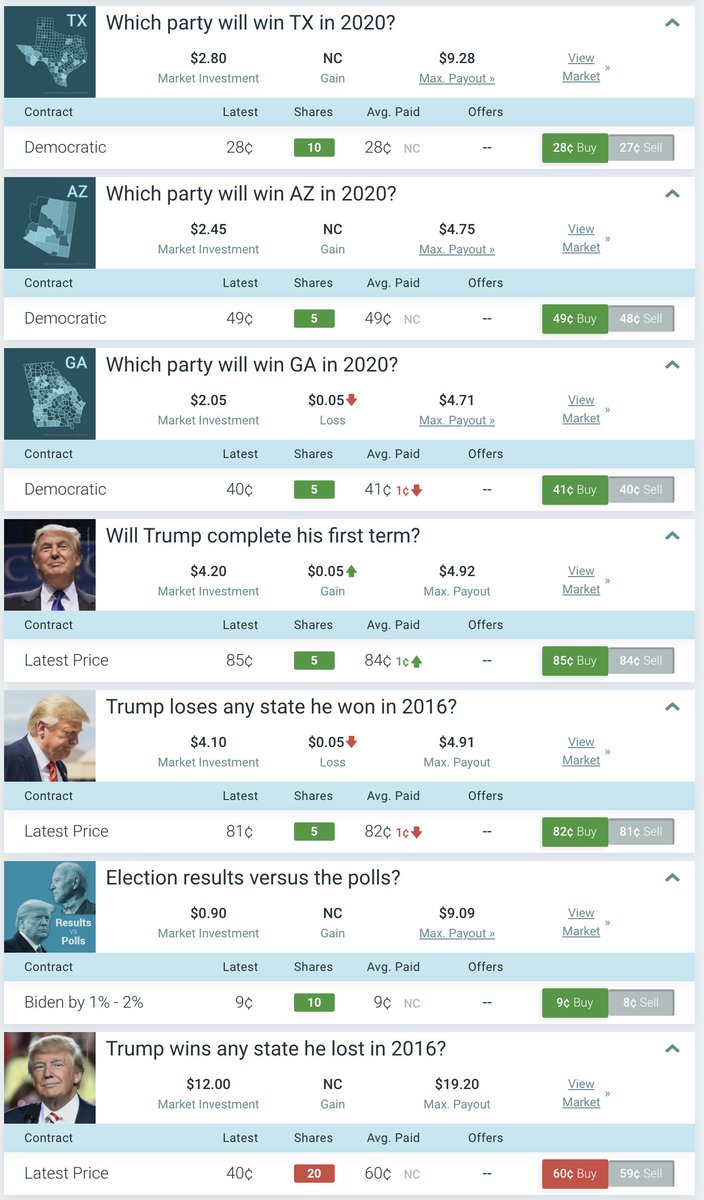 TX
Which party will win TX in 2020?
$2.80 NC $9.28 View
Market Investment Gain Max. Payout » Market »
Contract Latest Shares Avg. Paid Offers
Democratic 28¢ 10 28¢ NC -- 28¢ Buy 27¢ Sell
AZ
Which party will win AZ in 2020?
$2.45 NC $4.75 View
Market Investment Gain Max. Payout » Market »
Contract Latest Shares Avg. Paid Offers
Democratic 49¢ 5 49¢ NC -- 49¢ Buy 48¢ Sell
GA
Which party will win GA in 2020?
$2.05 $0.05 $4.71 View
Market Investment Loss Max. Payout » Market »
Contract Latest Shares Avg. Paid Offers
Democratic 40¢ 5 41¢ 1¢ -- 41¢ Buy 40¢ Sell
Will Trump complete his first term?
$4.20 $0.05 $4.92 View
Market Investment Gain Max. Payout Market »
Contract Latest Shares Avg. Paid Offers
Latest Price 85¢ 5 84¢ 1¢ -- 85¢ Buy 84¢ Sell
Trump loses any state he won in 2016?
$4.10 $0.05 $4.91 View
Market Investment Loss Max. Payout Market »
Contract Latest Shares Avg. Paid Offers
Latest Price 81¢ 5 82¢ 1¢ -- 82¢ Buy 81¢ Sell
Results
vs
Polls
Election results versus the polls?
$0.90 NC $9.09 View
Market Investment Gain Max. Payout » Market »
Contract Latest Shares Avg. Paid Offers
Biden by 1% - 2% 9¢ 10 9¢ NC -- 9¢ Buy 8¢ Sell
Trump wins any state he lost in 2016?
$12.00 NC $19.20 View
Market Investment Gain Max. Payout Market »
Contract Latest Shares Avg. Paid Offers
Latest Price 40¢ 20 60¢ NC -- 60¢ Buy 59¢ Sell